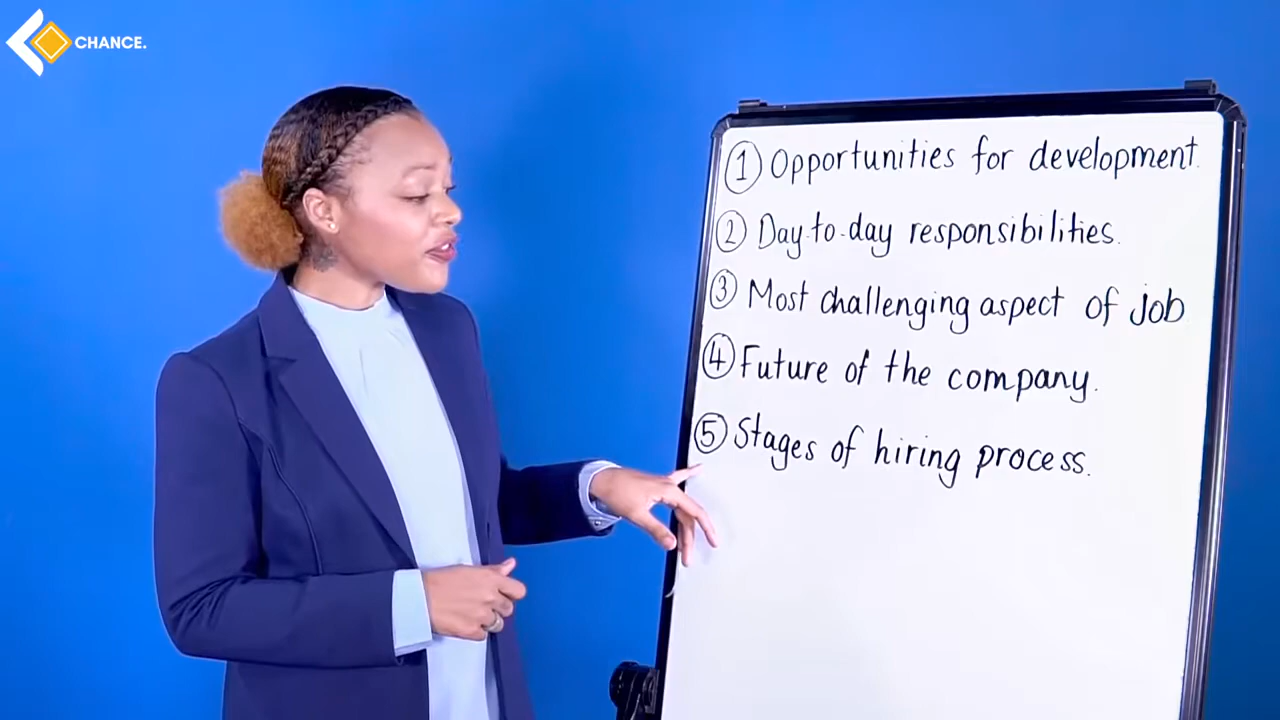 CHANCE.
① Opportunities for development.
② Day-to-day responsibilities.
③ Most challenging aspect of job
④ Future of the company.
⑤ Stages of hiring process.